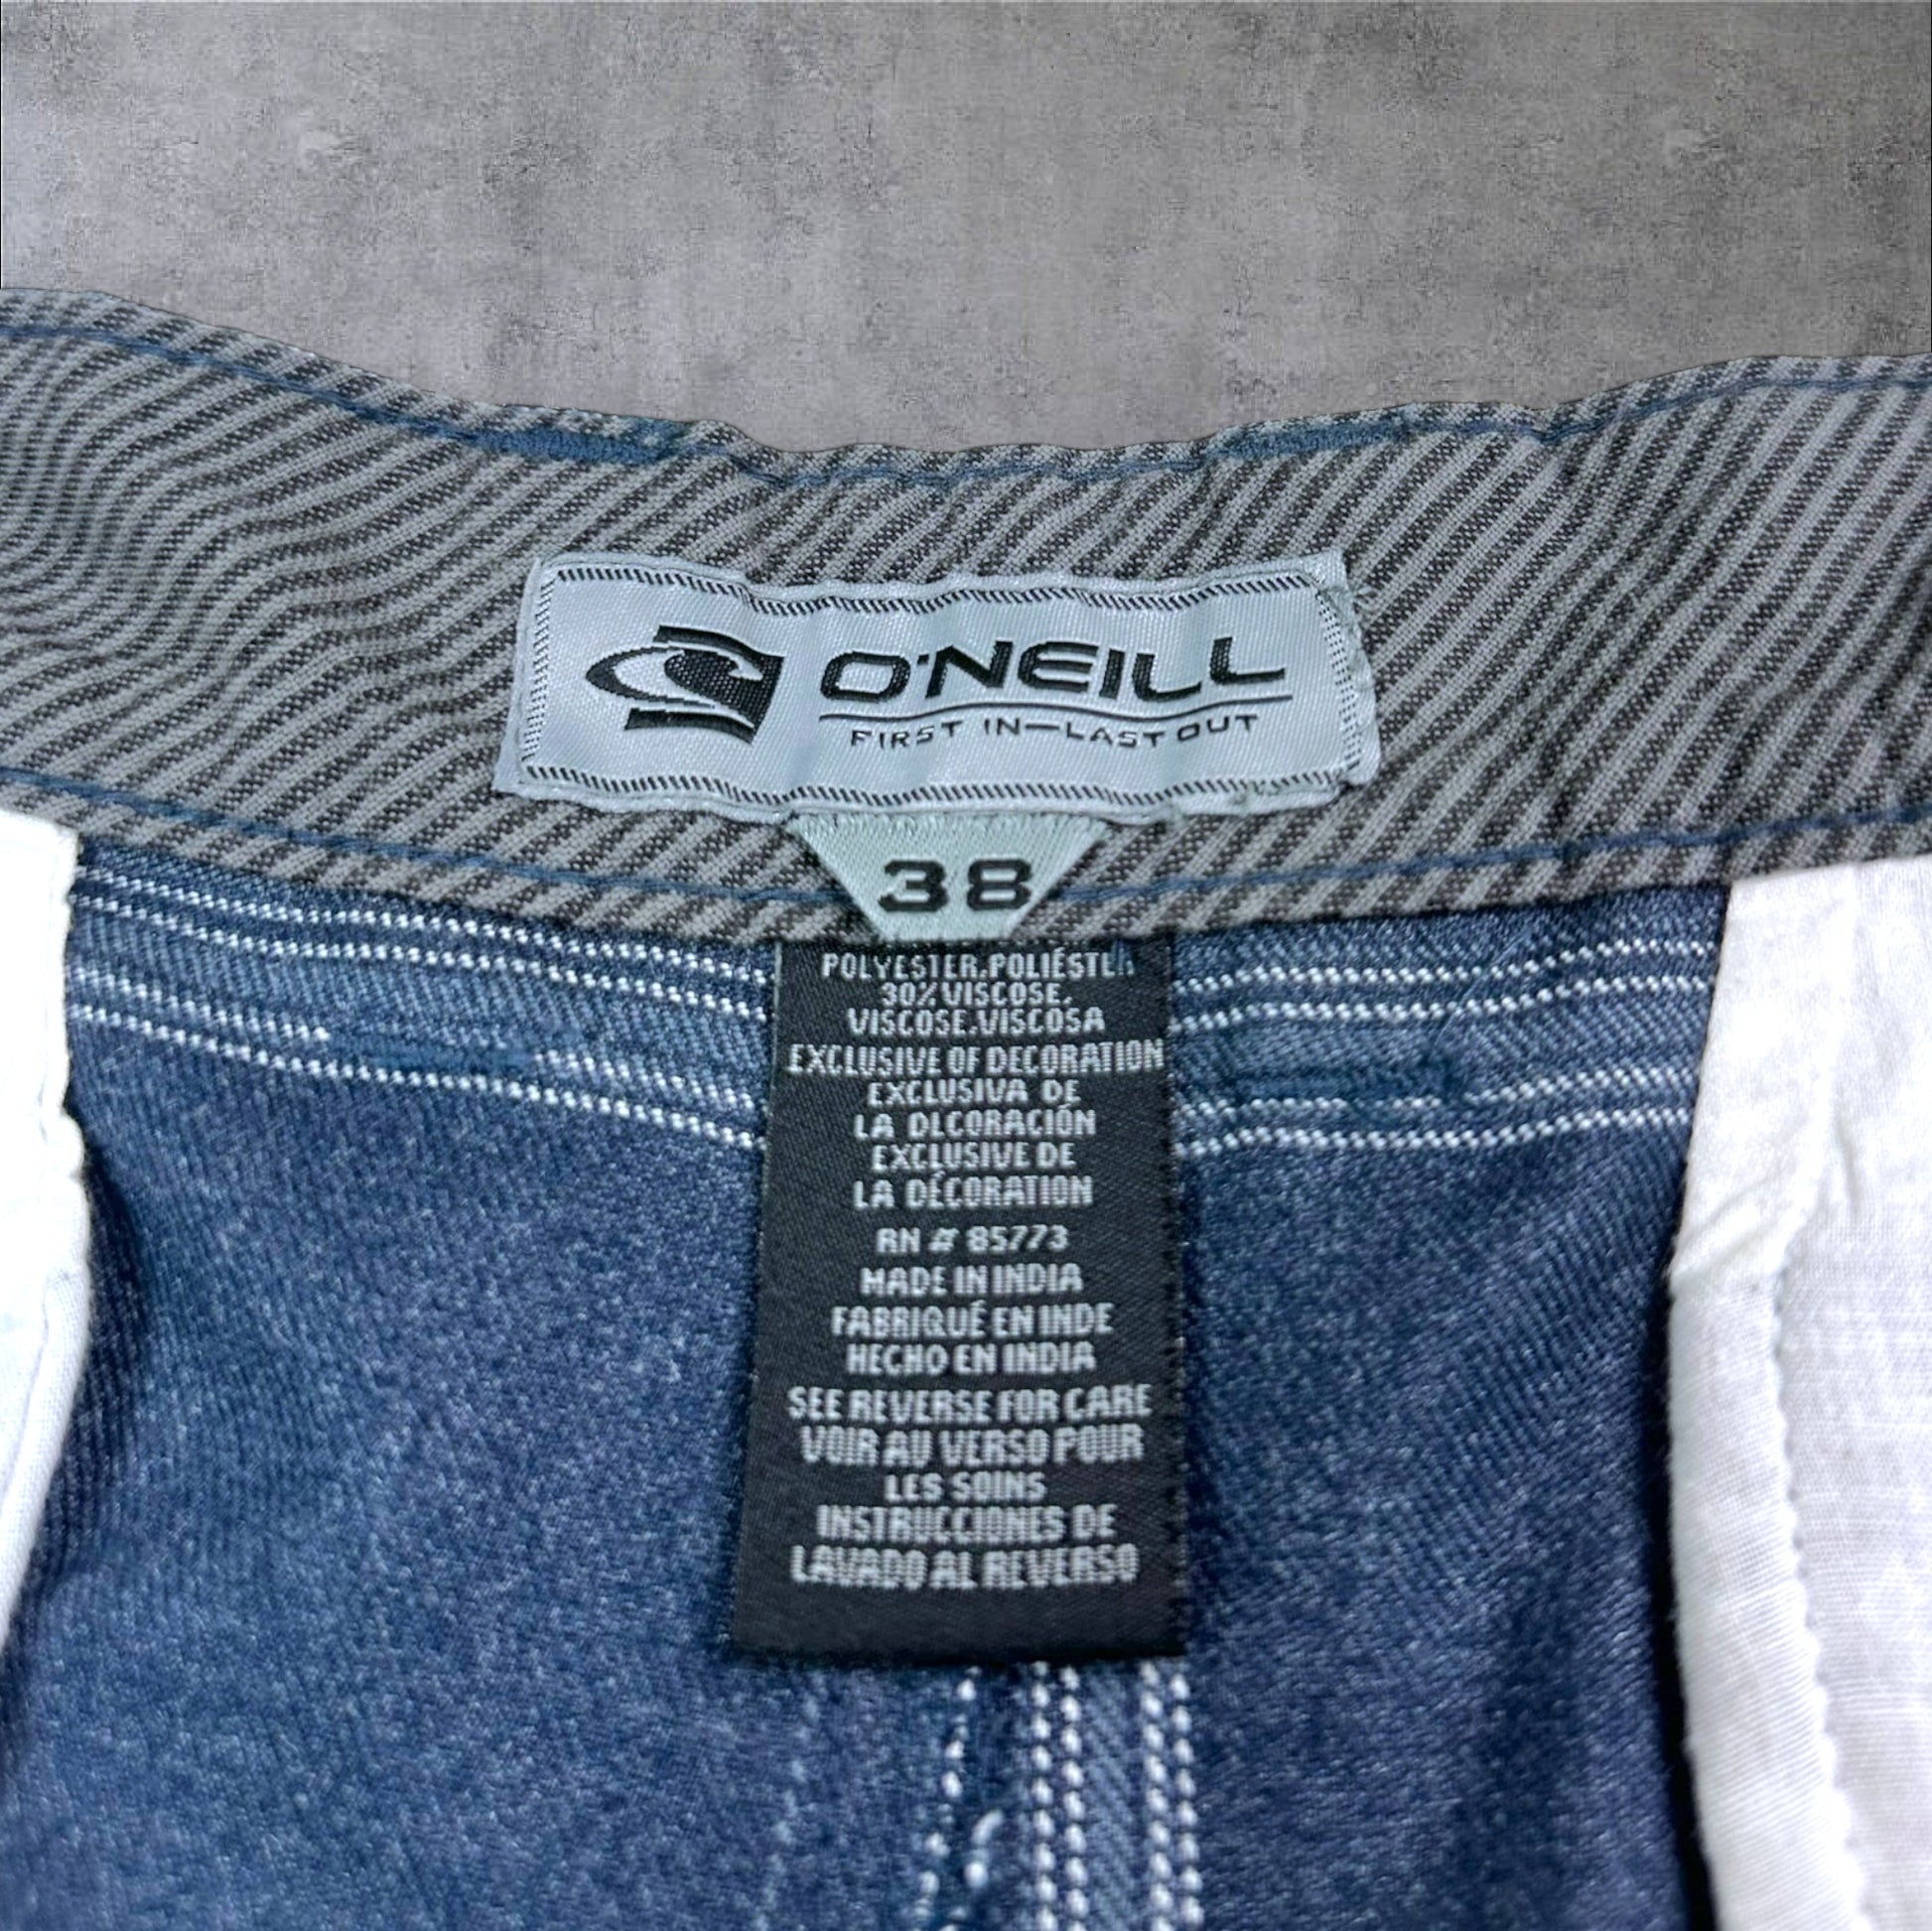 O'NEILL
FIRST IN—LAST OUT
38
POLYESTER.POLIÉSTER
30% VISCOSE.
VISCOSE.VISCOSA
EXCLUSIVE OF DECORATION
EXCLUSIVA DE
LA DECORACIÓN
EXCLUSIVE DE
LA DÉCORATION
RN # 85773
MADE IN INDIA
FABRIQUÉ EN INDE
HECHO EN INDIA
SEE REVERSE FOR CARE
VOIR AU VERSO POUR
LES SOINS
INSTRUCCIONES DE
LAVADO AL REVERSO